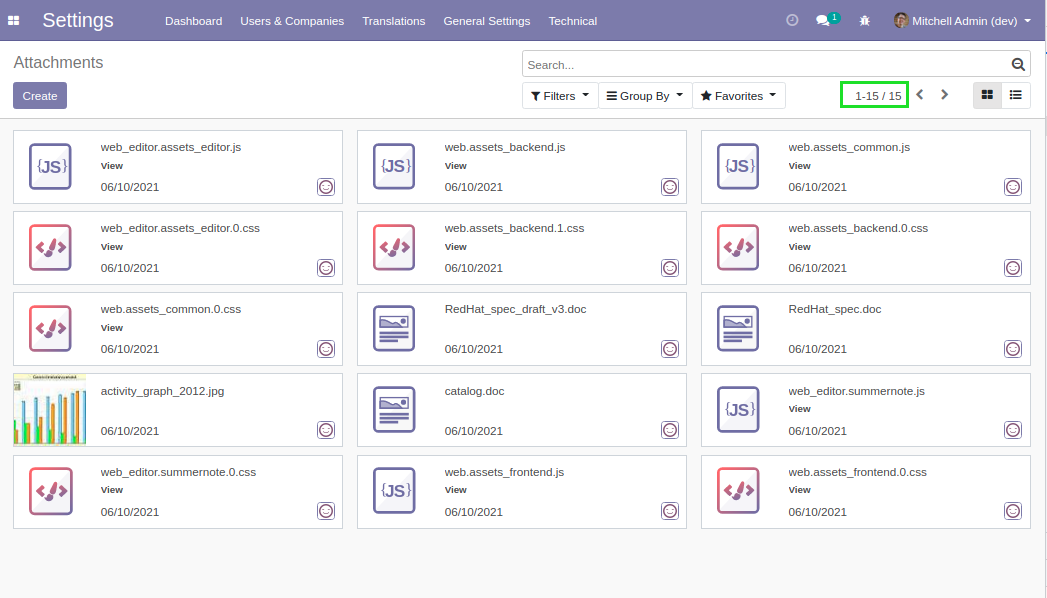 Settings Dashboard Users & Companies Translations General Settings Technical 1 Mitchell Admin (dev)
Attachments
Search...
Create
Filters Group By Favorites 1-15 / 15
{JS} web_editor.assets_editor.js
View
06/10/2021
{JS} web.assets_backend.js
View
06/10/2021
{JS} web.assets_common.js
View
06/10/2021
web_editor.assets_editor.0.css
View
06/10/2021
web.assets_backend.1.css
View
06/10/2021
web.assets_backend.0.css
View
06/10/2021
web.assets_common.0.css
View
06/10/2021
RedHat_spec_draft_v3.doc
06/10/2021
RedHat_spec.doc
06/10/2021
activity_graph_2012.jpg
06/10/2021
catalog.doc
06/10/2021
{JS} web_editor.summernote.js
View
06/10/2021
web_editor.summernote.0.css
View
06/10/2021
{JS} web.assets_frontend.js
View
06/10/2021
web.assets_frontend.0.css
View
06/10/2021